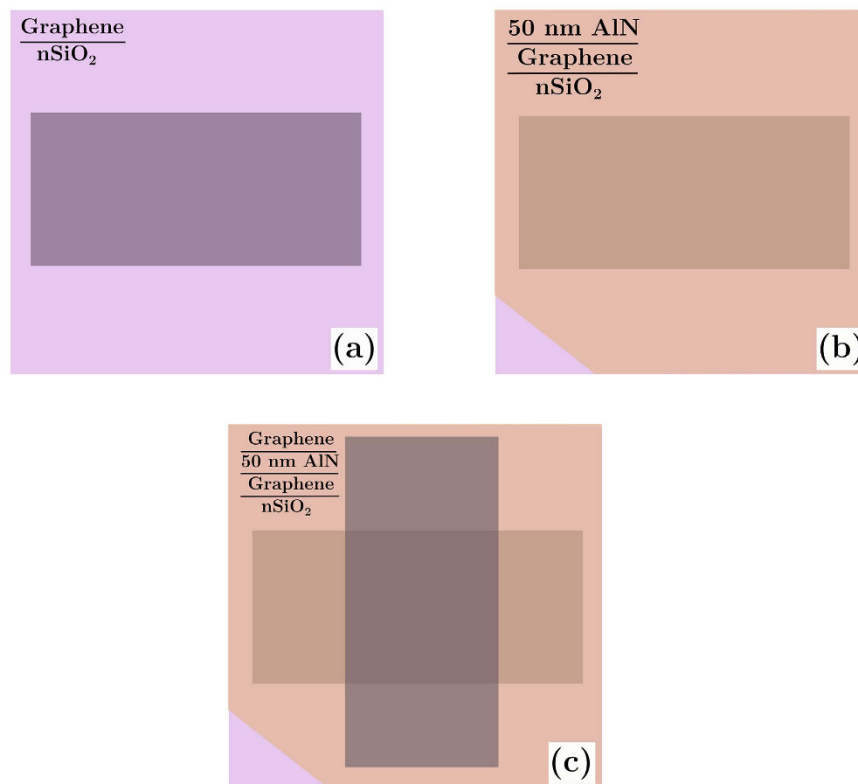 Graphene
nSiO₂
(a)
50 nm AlN
Graphene
nSiO₂
(b)
Graphene
50 nm AlN
Graphene
nSiO₂
(c)